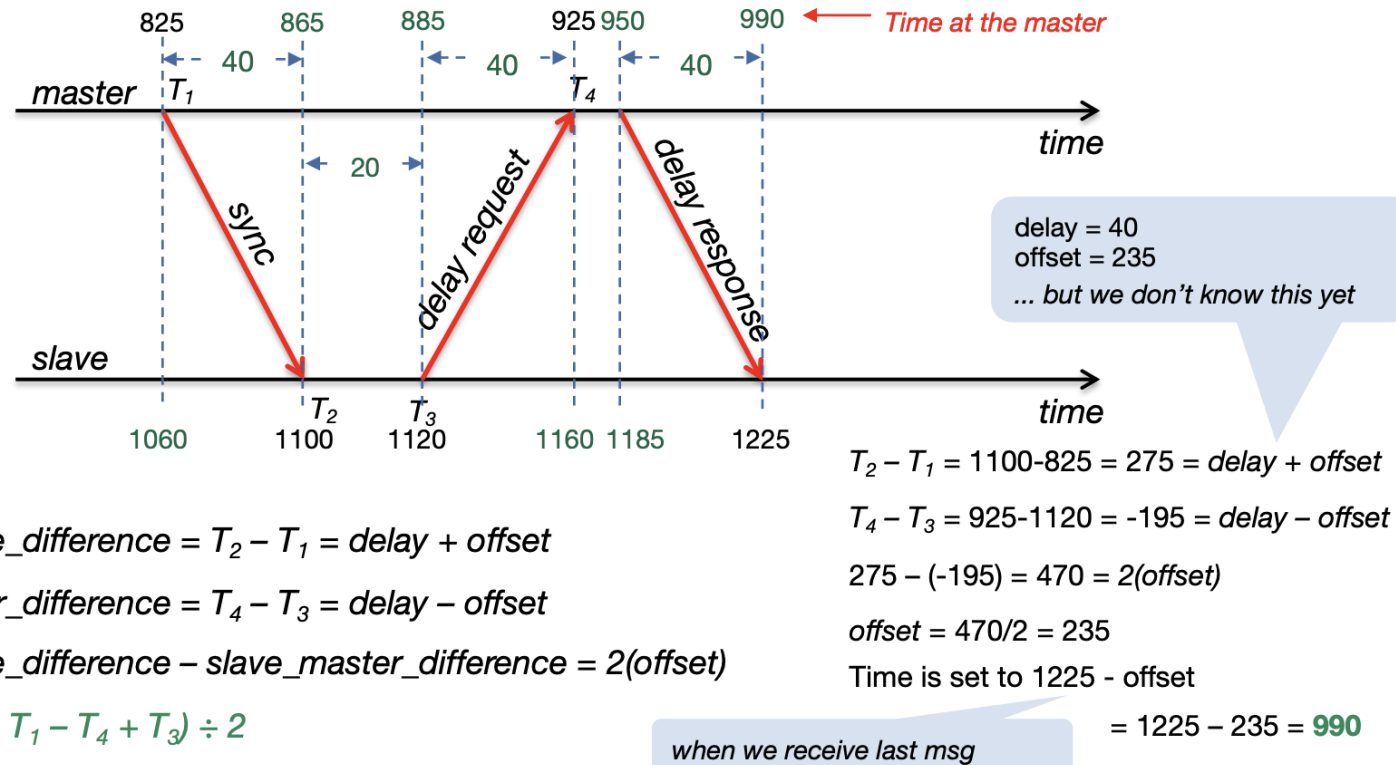 825 865 885 925 950 990 Time at the master
40 40 40
master T₁ T₄
time
20
sync
delay request
delay response
delay = 40
offset = 235
... but we don't know this yet
slave
time
T₂ T₃
1060 1100 1120 1160 1185 1225
T₂ – T₁ = 1100-825 = 275 = delay + offset
T₄ – T₃ = 925-1120 = -195 = delay – offset
275 – (-195) = 470 = 2(offset)
offset = 470/2 = 235
Time is set to 1225 - offset
= 1225 – 235 = 990
when we receive last msg
e_difference = T₂ – T₁ = delay + offset
r_difference = T₄ – T₃ = delay – offset
e_difference – slave_master_difference = 2(offset)
T₁ – T₄ + T₃) ÷ 2